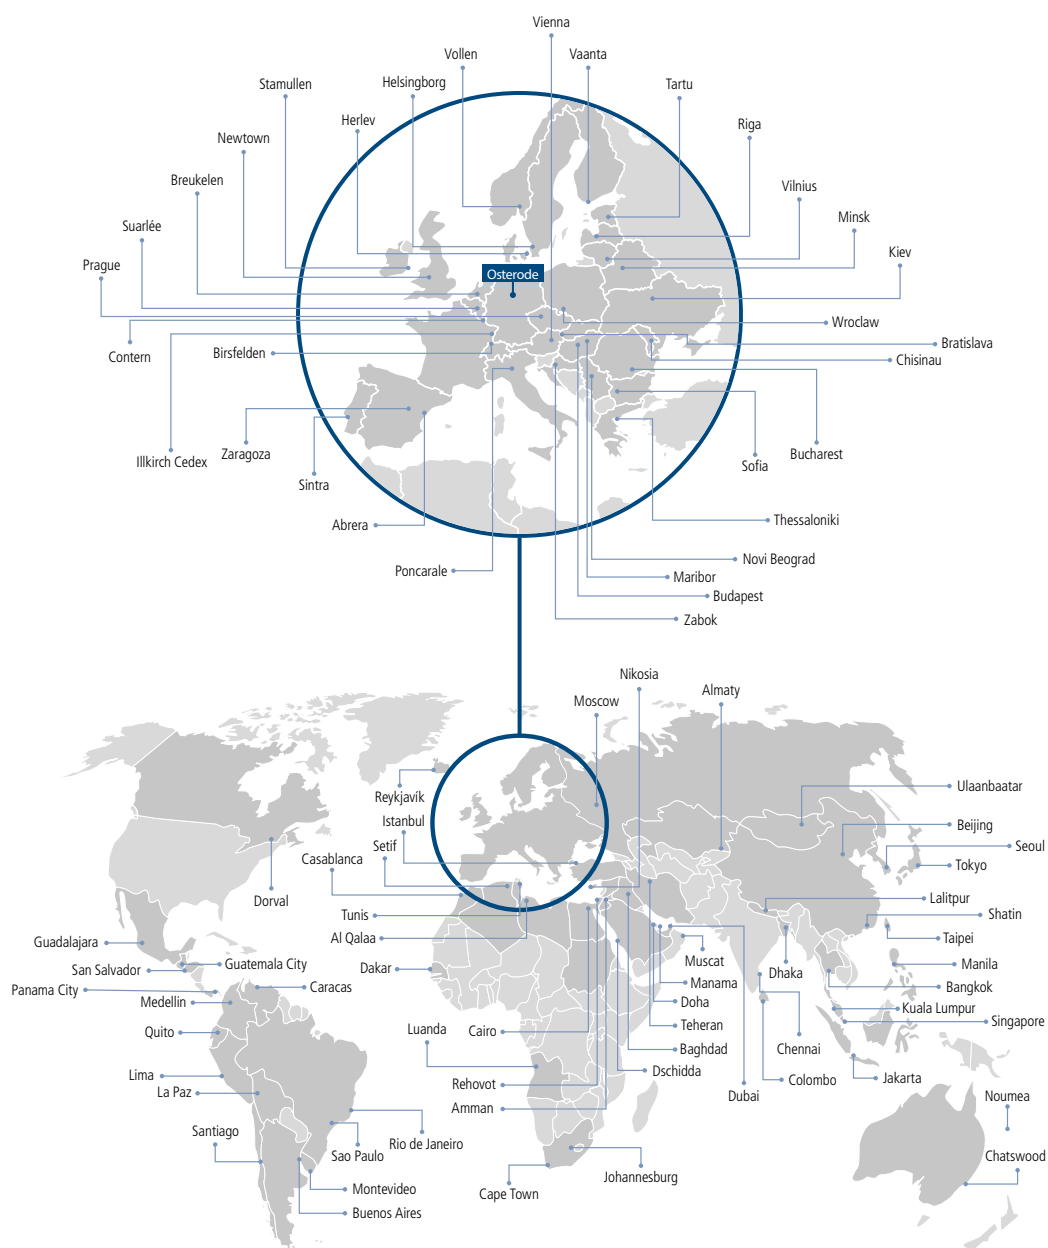 Vienna
Vollen
Vaanta
Stamullen
Helsingborg
Tartu
Herlev
Riga
Newtown
Breukelen
Vilnius
Suarlée
Minsk
Prague
Kiev
Osterode
Wroclaw
Contern
Birsfelden
Bratislava
Chisinau
Illkirch Cedex
Zaragoza
Sofia
Bucharest
Sintra
Abrera
Thessaloniki
Poncarale
Novi Beograd
Maribor
Budapest
Zabok
Nikosia
Moscow
Almaty
Reykjavík
Ulaanbaatar
Istanbul
Beijing
Setif
Seoul
Casablanca
Tokyo
Dorval
Lalitpur
Tunis
Shatin
Al Qalaa
Taipei
Guadalajara
Muscat
Guatemala City
Dakar
Dhaka
Manila
San Salvador
Manama
Bangkok
Panama City
Caracas
Medellin
Doha
Kuala Lumpur
Singapore
Quito
Luanda
Cairo
Teheran
Baghdad
Chennai
Lima
Dschidda
Colombo
Jakarta
La Paz
Rehovot
Dubai
Noumea
Amman
Santiago
Rio de Janeiro
Sao Paulo
Chatswood
Johannesburg
Montevideo
Cape Town
Buenos Aires